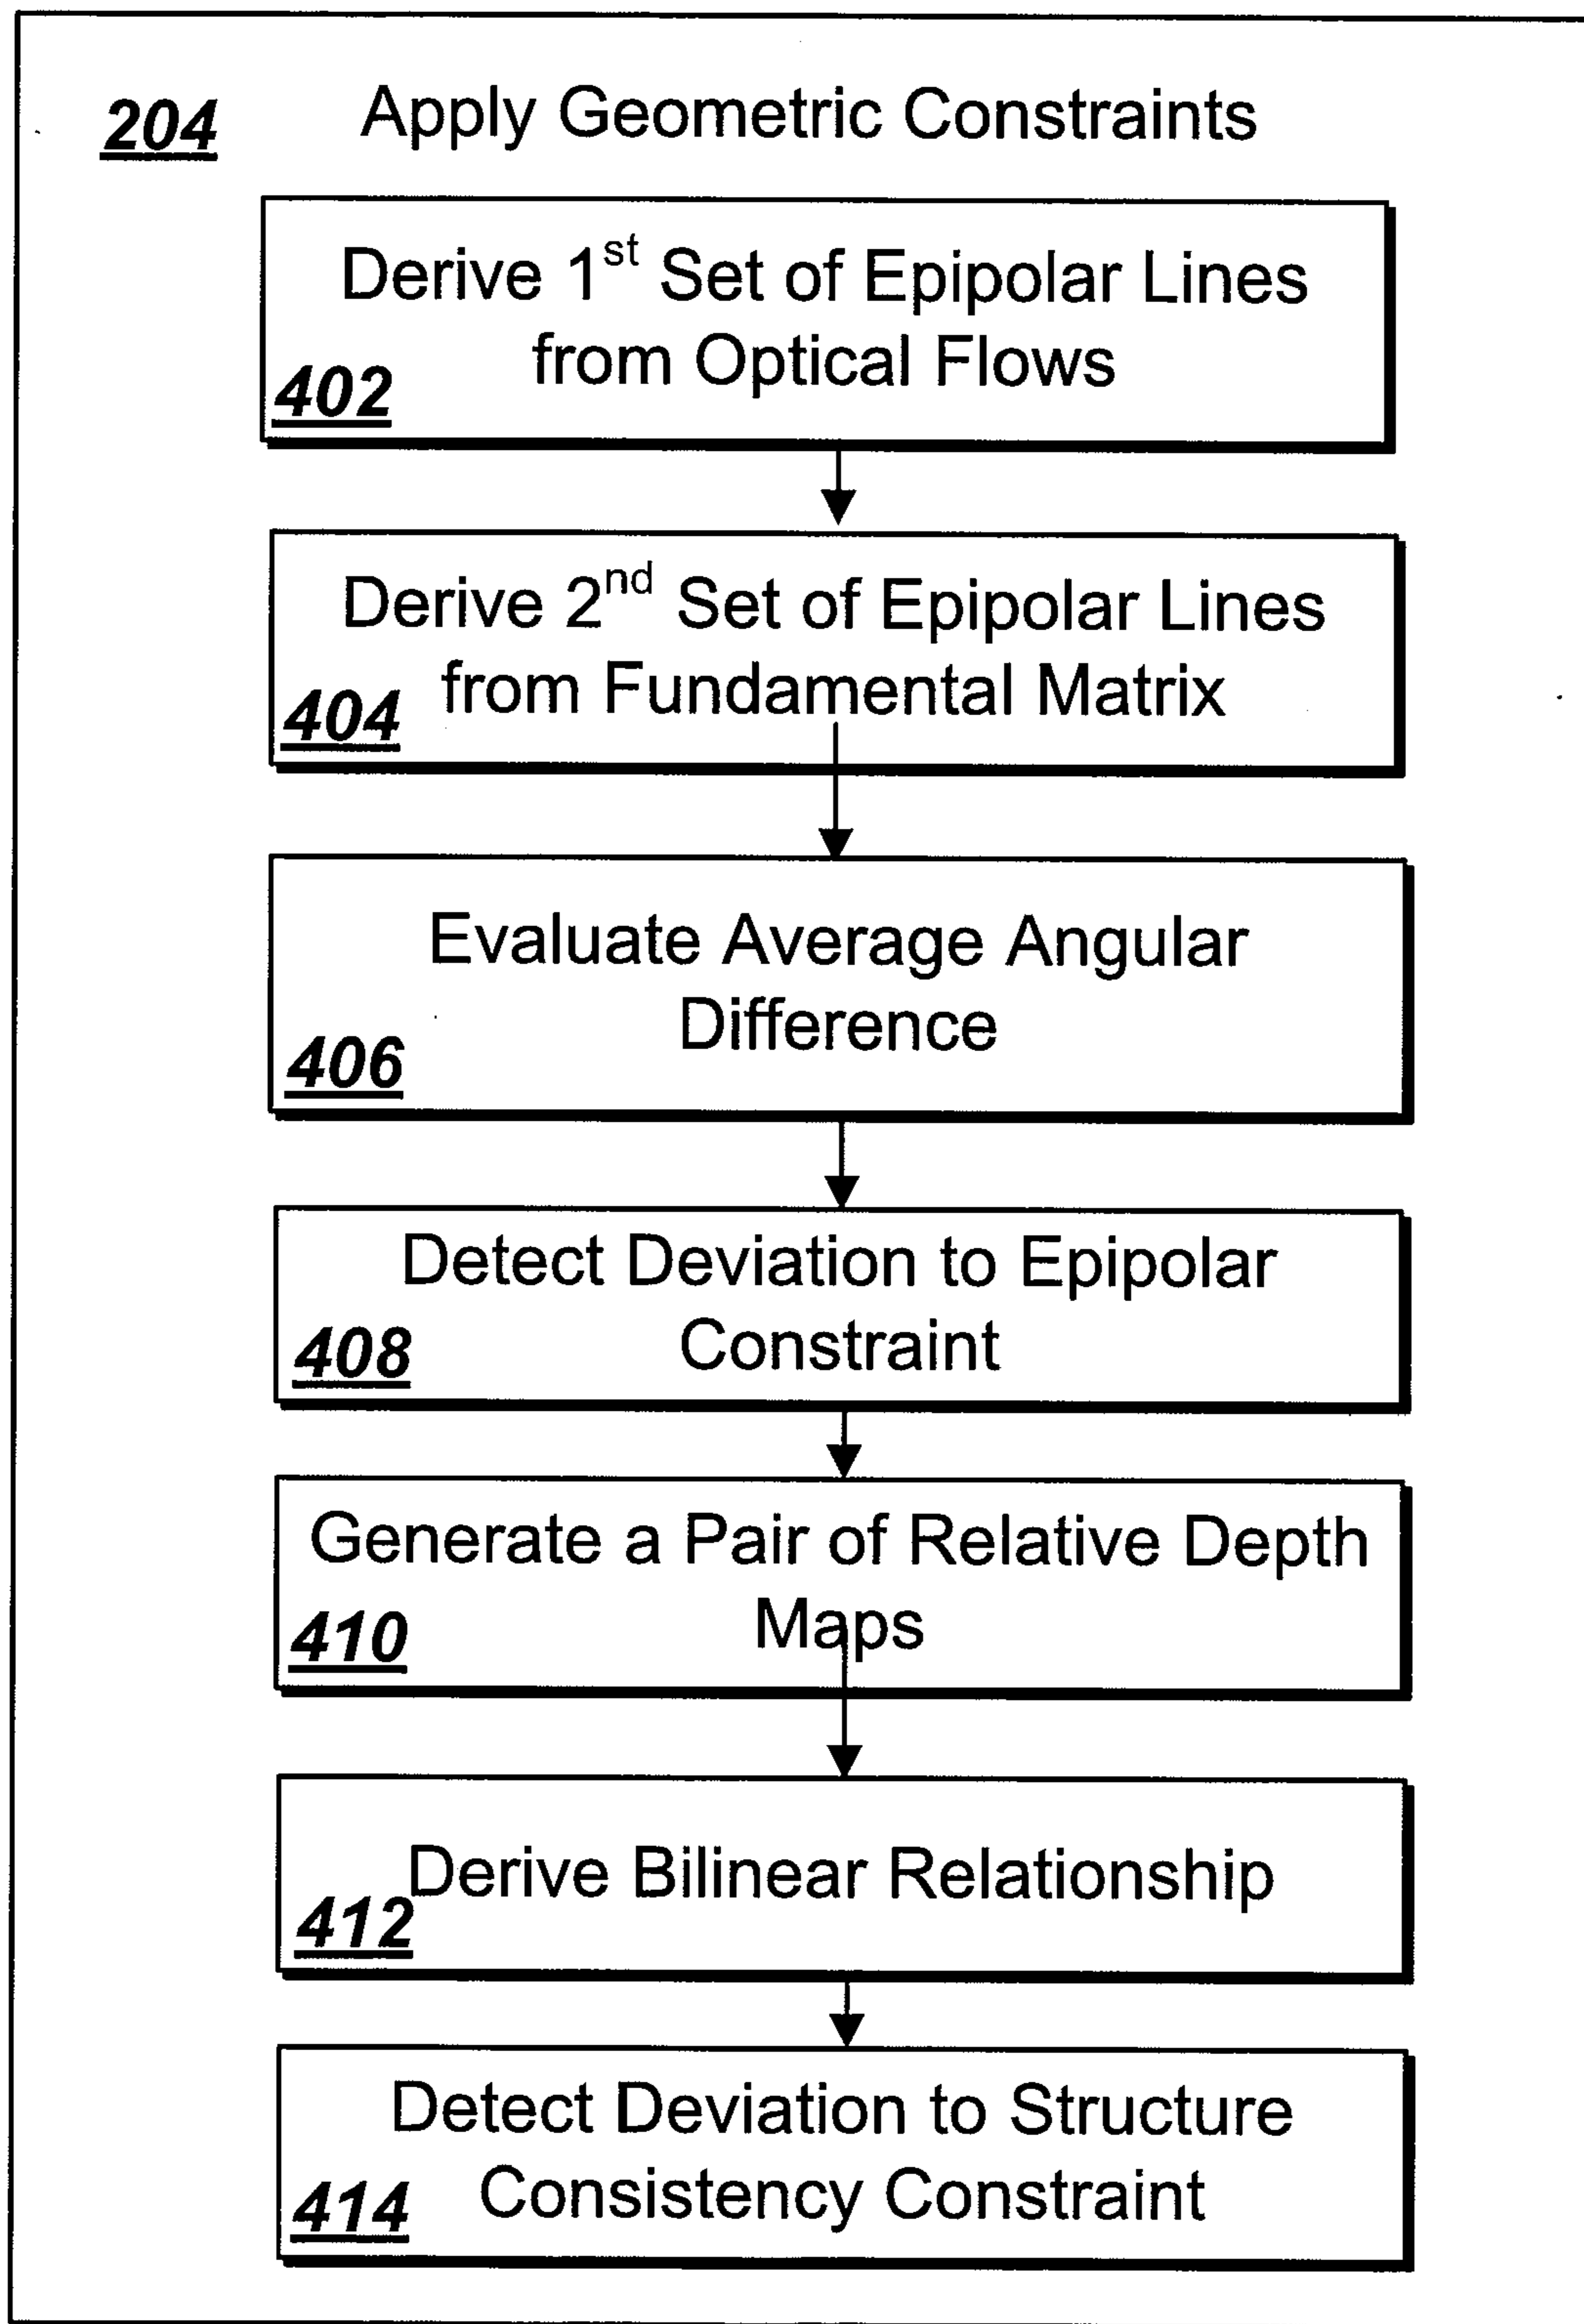 204 Apply Geometric Constraints
Derive 1st Set of Epipolar Lines
from Optical Flows
402
Derive 2nd Set of Epipolar Lines
from Fundamental Matrix
404
Evaluate Average Angular
Difference
406
Detect Deviation to Epipolar
Constraint
408
Generate a Pair of Relative Depth
Maps
410
Derive Bilinear Relationship
412
Detect Deviation to Structure
Consistency Constraint
414